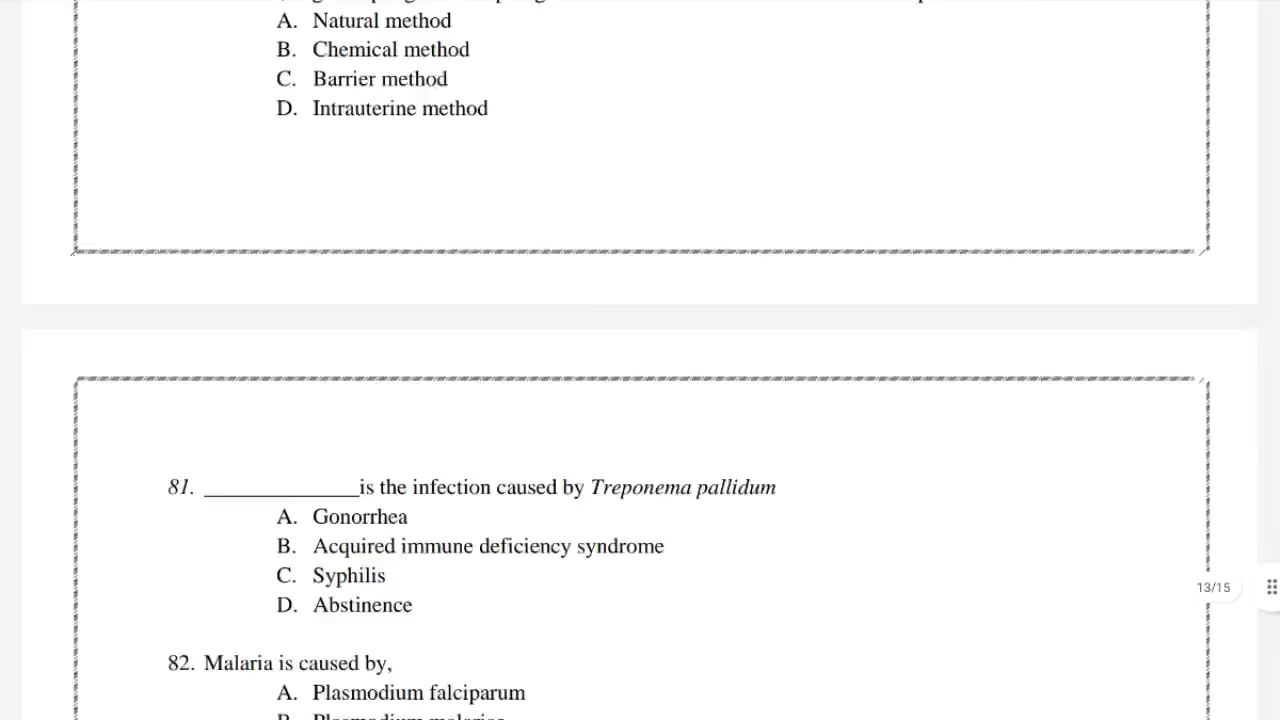 A. Natural method
B. Chemical method
C. Barrier method
D. Intrauterine method
81. ______________is the infection caused by Treponema pallidum
A. Gonorrhea
B. Acquired immune deficiency syndrome
C. Syphilis
D. Abstinence
13/15
82. Malaria is caused by,
A. Plasmodium falciparum